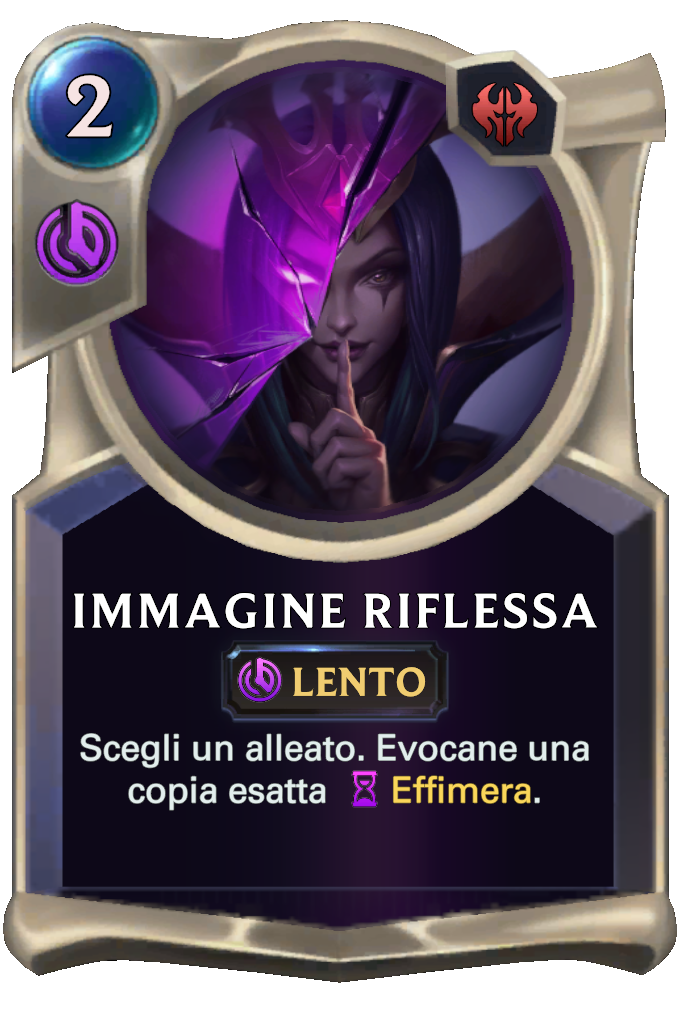 2
IMMAGINE RIFLESSA
LENTO
Scegli un alleato. Evocane una
copia esatta Effimera.